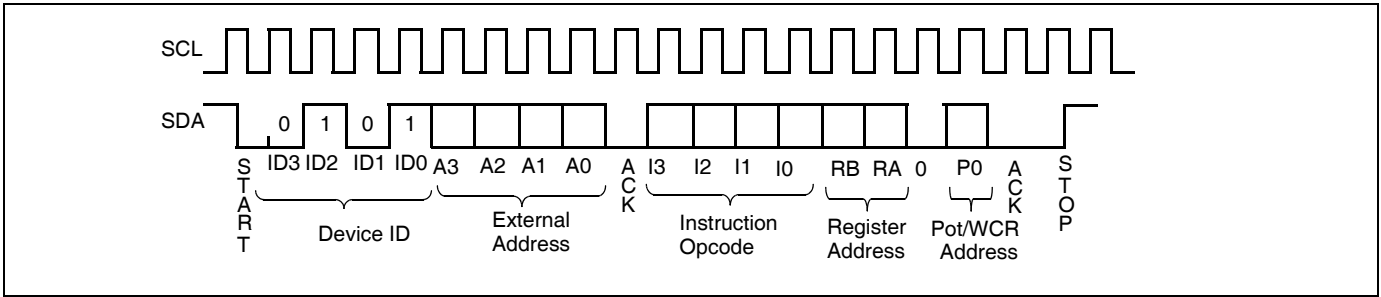 SCL
SDA
0 1 0 1
START ID3 ID2 ID1 ID0 A3 A2 A1 A0 ACK I3 I2 I1 I0 RB RA 0 P0 ACK STOP
Device ID
External
Address
Instruction
Opcode
Register
Address
Pot/WCR
Address